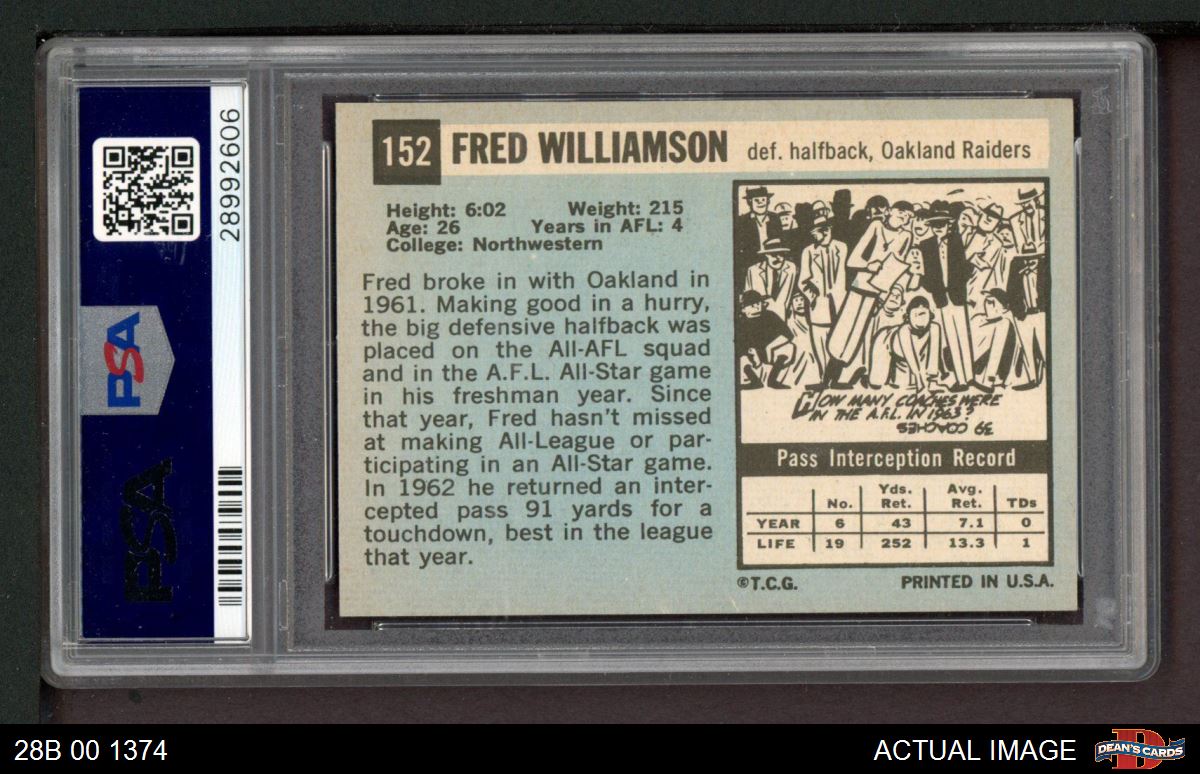 28992606
PSA
PSA
152 FRED WILLIAMSON def. halfback, Oakland Raiders
Height: 6:02 Weight: 215
Age: 26 Years in AFL: 4
College: Northwestern
Fred broke in with Oakland in
1961. Making good in a hurry,
the big defensive halfback was
placed on the All-AFL squad
and in the A.F.L. All-Star game
in his freshman year. Since
that year, Fred hasn't missed
at making All-League or par-
ticipating in an All-Star game.
In 1962 he returned an inter-
cepted pass 91 yards for a
touchdown, best in the league
that year.
HOW MANY COACHES WERE
IN THE A.F.L. IN 1963?
39 COACHES
Pass Interception Record
No. Yds. Ret. Avg. Ret. TDs
YEAR 6 43 7.1 0
LIFE 19 252 13.3 1
©T.C.G. PRINTED IN U.S.A.
28B 00 1374 ACTUAL IMAGE DEAN'S CARDS